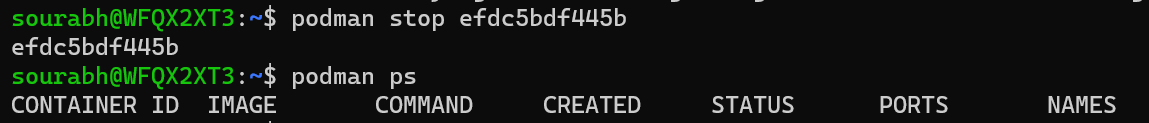 sourabh@WFQX2XT3:~$ podman stop efdc5bdf445b
efdc5bdf445b
sourabh@WFQX2XT3:~$ podman ps
CONTAINER ID  IMAGE       COMMAND     CREATED     STATUS      PORTS       NAMES